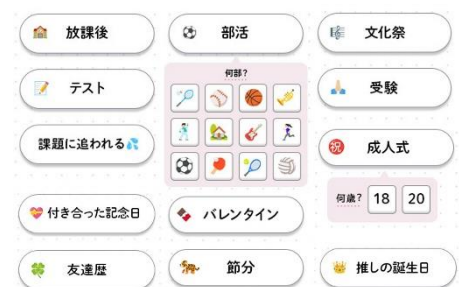 放課後
部活
文化祭
何部?
テスト
受験
課題に追われる
㊗ 成人式
何歳? 18 20
付き合った記念日
バレンタイン
友達歴
節分
推しの誕生日